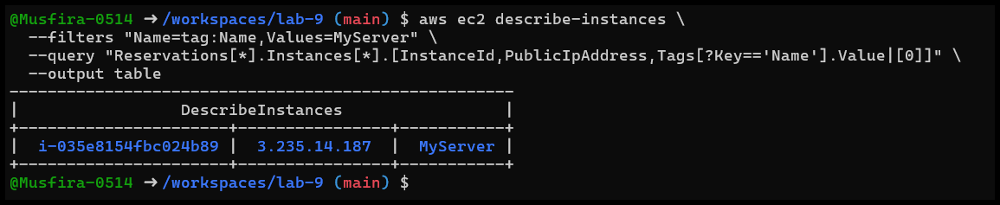 @Musfira-0514 ➜ /workspaces/lab-9 (main) $ aws ec2 describe-instances \
  --filters "Name=tag:Name,Values=MyServer" \
  --query "Reservations[*].Instances[*].[InstanceId,PublicIpAddress,Tags[?Key=='Name'].Value|[0]]" \
  --output table
-----------------------------------------------------
|                 DescribeInstances                 |
+----------------------+----------------+-----------+
|  i-035e8154fbc024b89 |  3.235.14.187  |  MyServer |
+----------------------+----------------+-----------+
@Musfira-0514 ➜ /workspaces/lab-9 (main) $